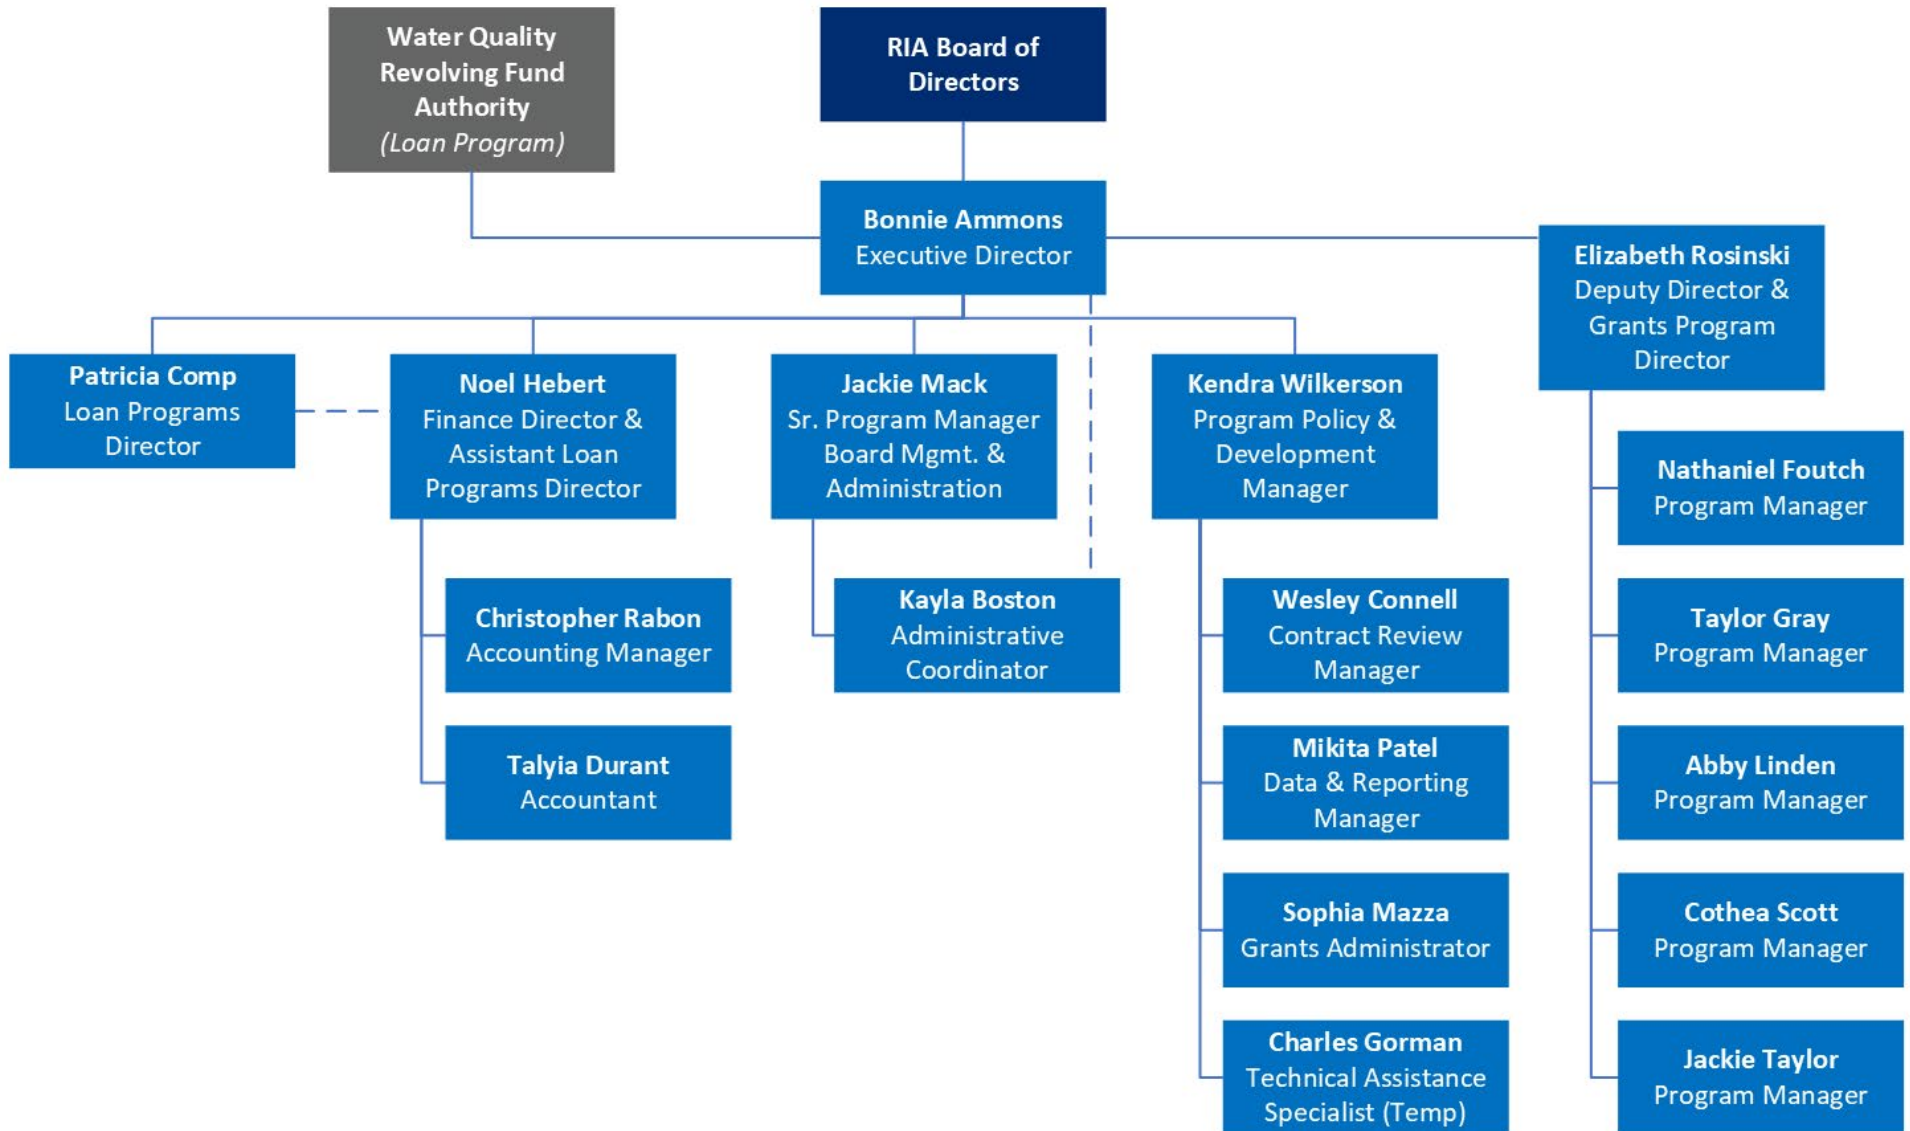 Water Quality
Revolving Fund
Authority
(Loan Program)
RIA Board of
Directors
Bonnie Ammons
Executive Director
Elizabeth Rosinski
Deputy Director &
Grants Program
Director
Patricia Comp
Loan Programs
Director
Noel Hebert
Finance Director &
Assistant Loan
Programs Director
Jackie Mack
Sr. Program Manager
Board Mgmt. &
Administration
Kendra Wilkerson
Program Policy &
Development
Manager
Christopher Rabon
Accounting Manager
Talyia Durant
Accountant
Kayla Boston
Administrative
Coordinator
Wesley Connell
Contract Review
Manager
Mikita Patel
Data & Reporting
Manager
Sophia Mazza
Grants Administrator
Charles Gorman
Technical Assistance
Specialist (Temp)
Nathaniel Foutch
Program Manager
Taylor Gray
Program Manager
Abby Linden
Program Manager
Cothea Scott
Program Manager
Jackie Taylor
Program Manager